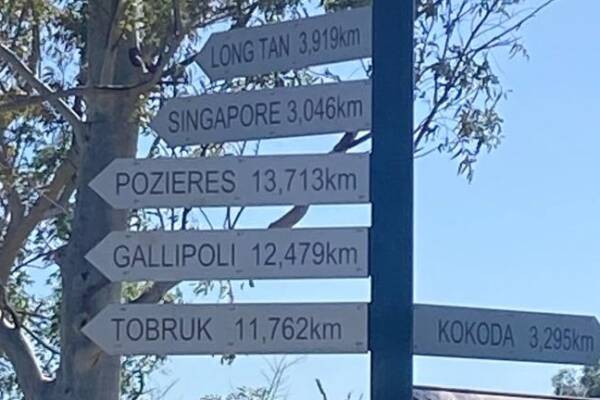 LONG TAN 3,919km
SINGAPORE 3,046km
POZIERES 13,713km
GALLIPOLI 12,479km
TOBRUK 11,762km
KOKODA 3,295km